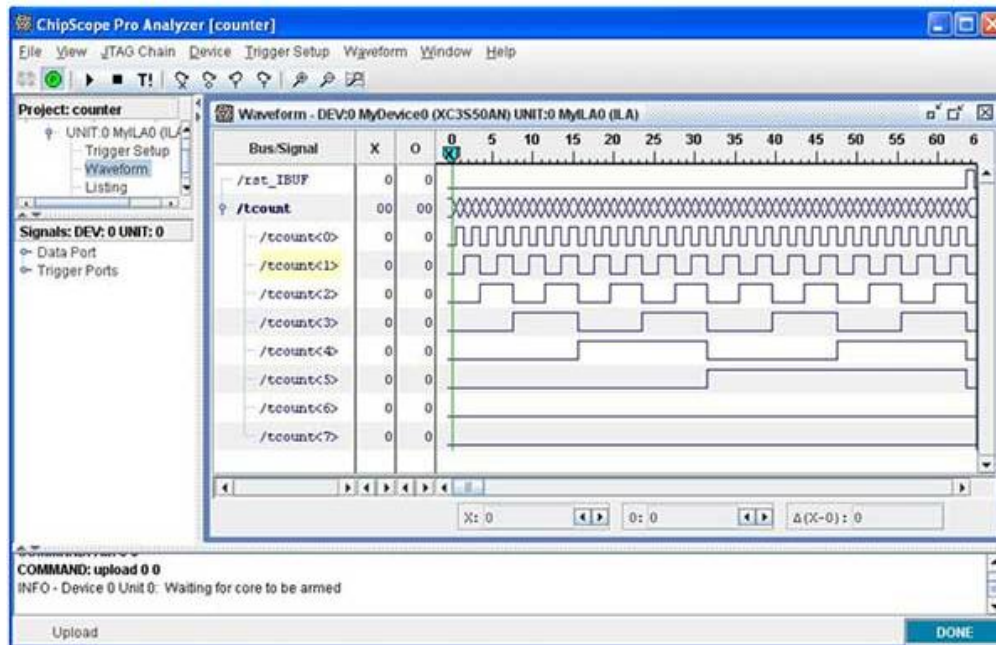 ChipScope Pro Analyzer [counter]
File View JTAG Chain Device Trigger Setup Waveform Window Help
T!
Project: counter
UNIT:0 MyILA0 (ILA
Trigger Setup
Waveform
Listing
Signals: DEV: 0 UNIT: 0
Data Port
Trigger Ports
Waveform - DEV:0 MyDevice0 (XC3S50AN) UNIT:0 MyILA0 (ILA)
Bus/Signal X O 0 5 10 15 20 25 30 35 40 45 50 55 60 6
X
/rst_IBUF 0 0
/tcount 00 00
/tcount<0> 0 0
/tcount<1> 0 0
/tcount<2> 0 0
/tcount<3> 0 0
/tcount<4> 0 0
/tcount<5> 0 0
/tcount<6> 0 0
/tcount<7> 0 0
X: 0 O: 0 Δ(X-O): 0
COMMAND: upload 0 0
INFO - Device 0 Unit 0: Waiting for core to be armed
Upload DONE